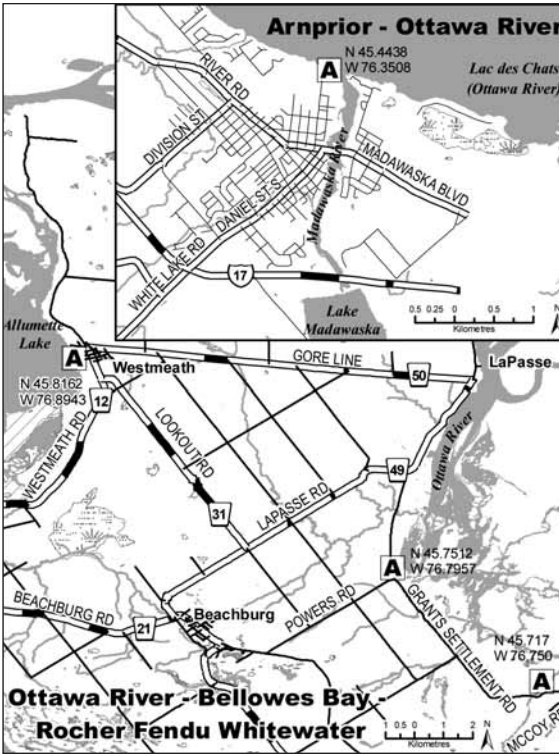 Arnprior - Ottawa River
A
N 45.4438
W 76.3508
Lac des Chats
(Ottawa River)
RIVER RD
DIVISION ST
Madawaska River
MADAWASKA BLVD
DANIEL ST S
WHITE LAKE RD
17
Lake
Madawaska
0.5 0.25 0 0.5 1
Kilometres
N
Allumette
Lake
A
Westmeath
N 45.8162
W 76.8943
12
WESTMEATH RD
GORE LINE
50
LaPasse
LOOKOUT RD
31
LAPASSE RD
49
Ottawa River
N 45.7512
W 76.7957
A
POWERS RD
GRANTS SETTLEMENT RD
BEACHBURG RD
21
Beachburg
N 45.717
W 76.750
A
MCCOY RD
Ottawa River - Bellowes Bay -
Rocher Fendu Whitewater
1 0.5 0 1 2
Kilometres
N